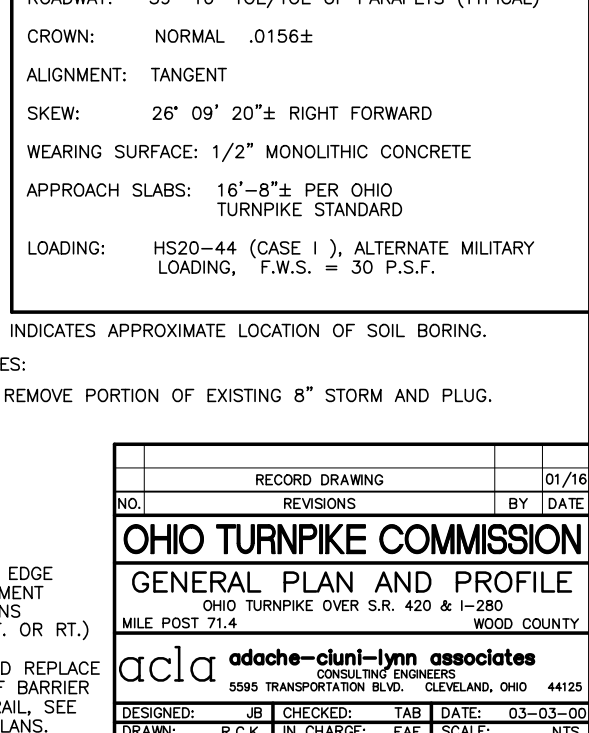 CROWN: NORMAL .0156±
ALIGNMENT: TANGENT
SKEW: 26° 09' 20"± RIGHT FORWARD
WEARING SURFACE: 1/2" MONOLITHIC CONCRETE
APPROACH SLABS: 16'-8"± PER OHIO
TURNPIKE STANDARD
LOADING: HS20-44 (CASE I ), ALTERNATE MILITARY
LOADING, F.W.S. = 30 P.S.F.
INDICATES APPROXIMATE LOCATION OF SOIL BORING.
ES:
REMOVE PORTION OF EXISTING 8" STORM AND PLUG.
EDGE
MENT
NS
T. OR RT.)
D REPLACE
F BARRIER
RAIL, SEE
LANS.
RECORD DRAWING 01/16
NO. REVISIONS BY DATE
OHIO TURNPIKE COMMISSION
GENERAL PLAN AND PROFILE
OHIO TURNPIKE OVER S.R. 420 & I-280
MILE POST 71.4 WOOD COUNTY
acla adache-ciuni-lynn associates
CONSULTING ENGINEERS
5595 TRANSPORTATION BLVD. CLEVELAND, OHIO 44125
DESIGNED: JB CHECKED: TAB DATE: 03-03-00
DRAWN: R.C.K. IN CHARGE: SCALE: NTS